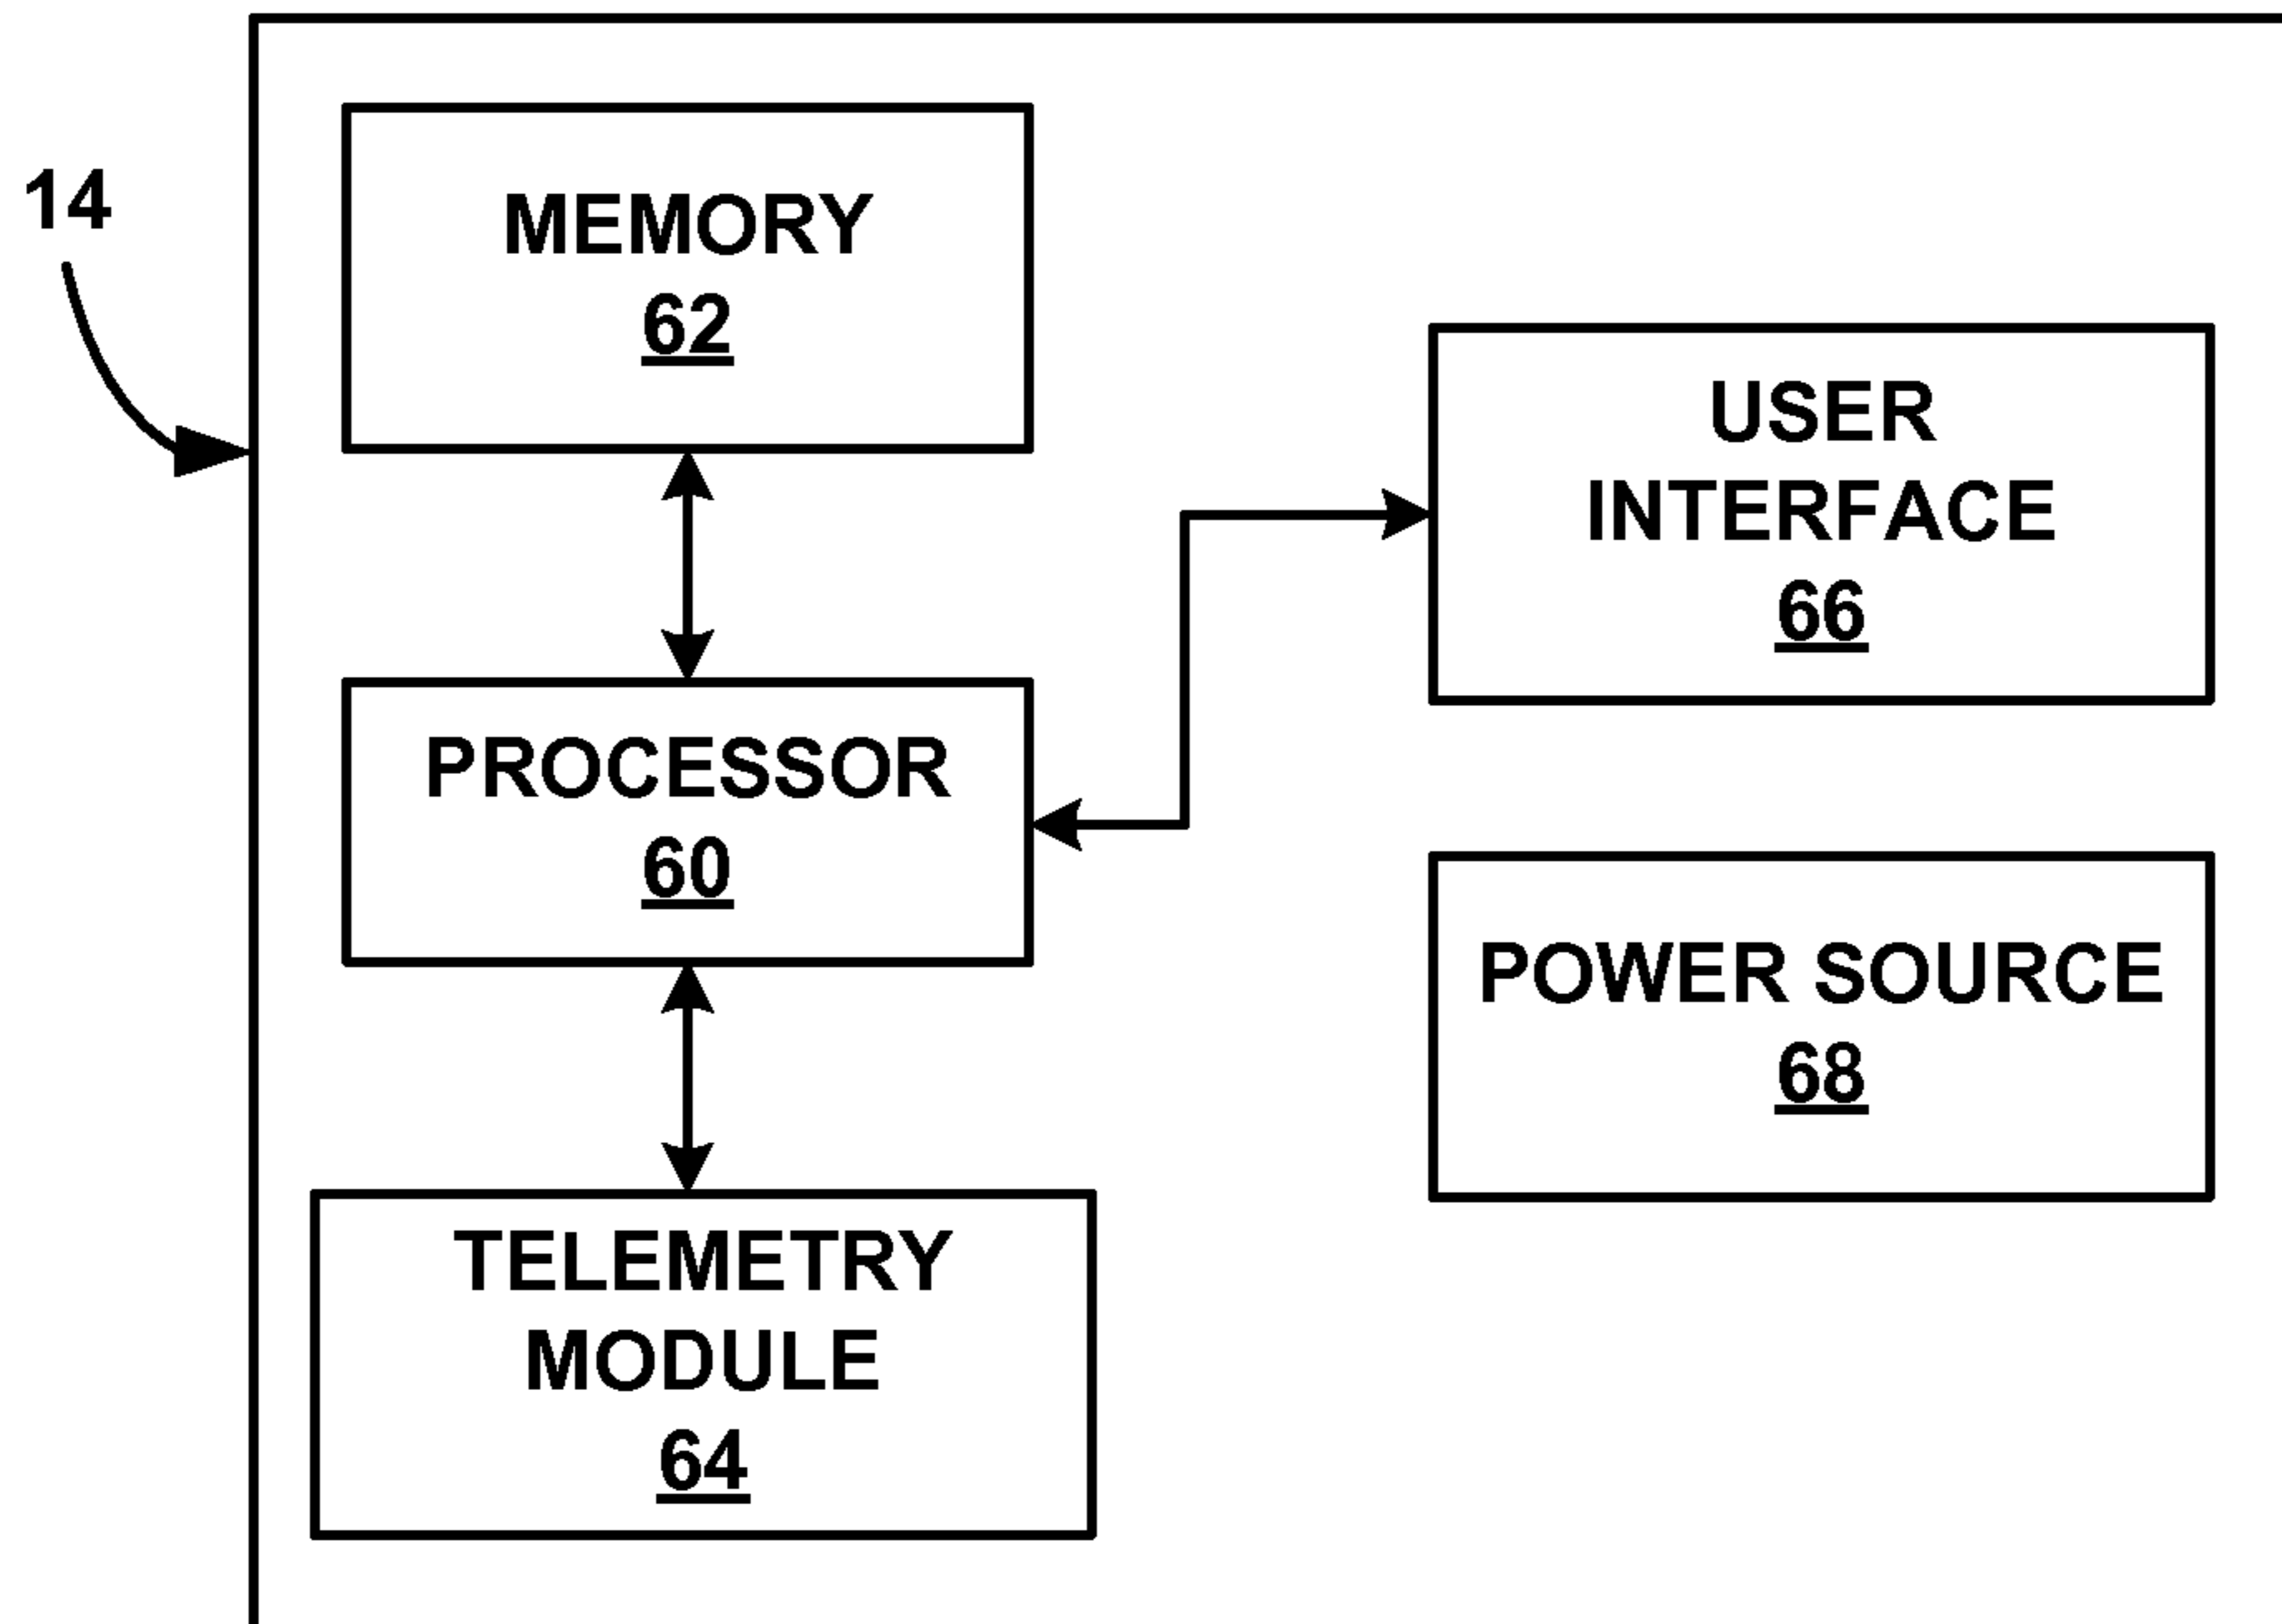 14
MEMORY
62
USER
INTERFACE
66
PROCESSOR
60
POWER SOURCE
68
TELEMETRY
MODULE
64